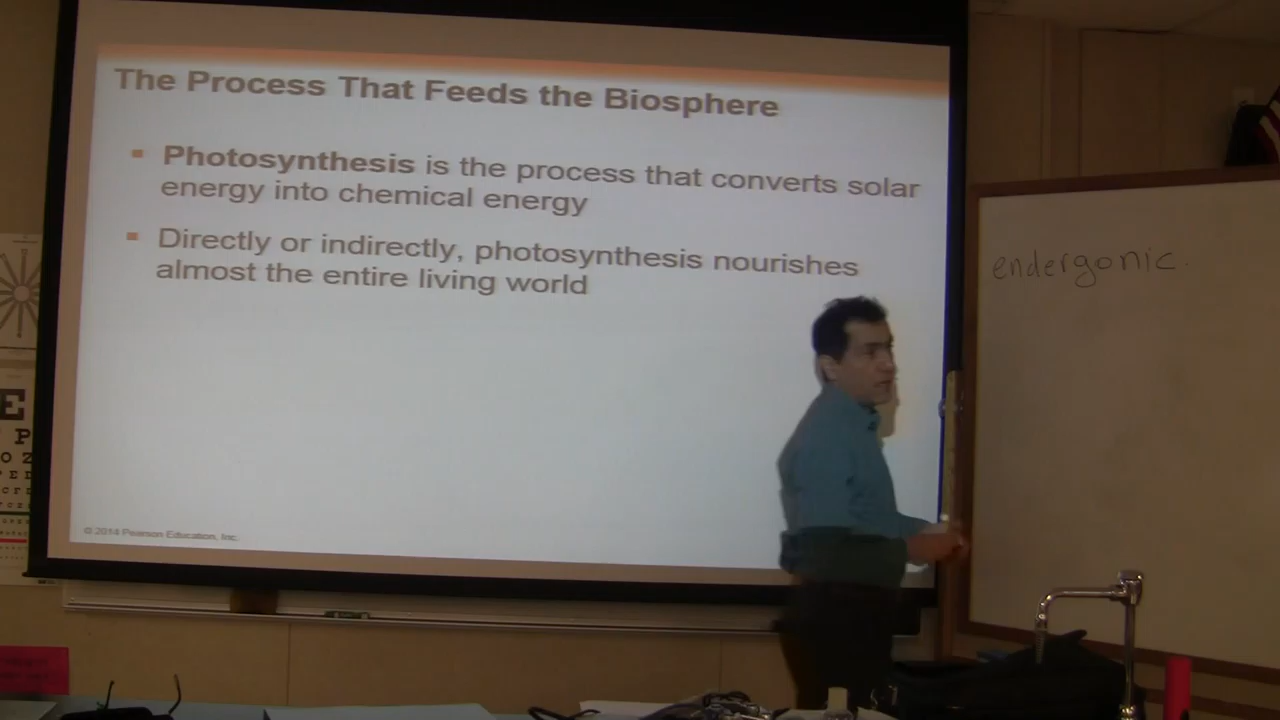 The Process That Feeds the Biosphere
Photosynthesis is the process that converts solar
energy into chemical energy
Directly or indirectly, photosynthesis nourishes
almost the entire living world
© 2014 Pearson Education, Inc.
endergonic.
E
P
O Z